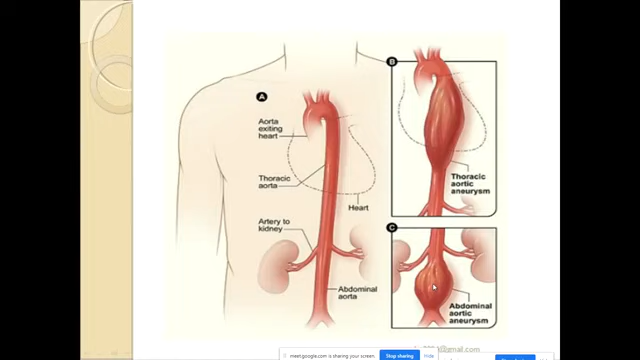 A
Aorta
exiting
heart
Thoracic
aorta
Heart
Artery to
kidney
Abdominal
aorta
B
Thoracic
aortic
aneurysm
C
Abdominal
aortic
aneurysm
meet.google.com is sharing your screen.
Stop sharing
Hide